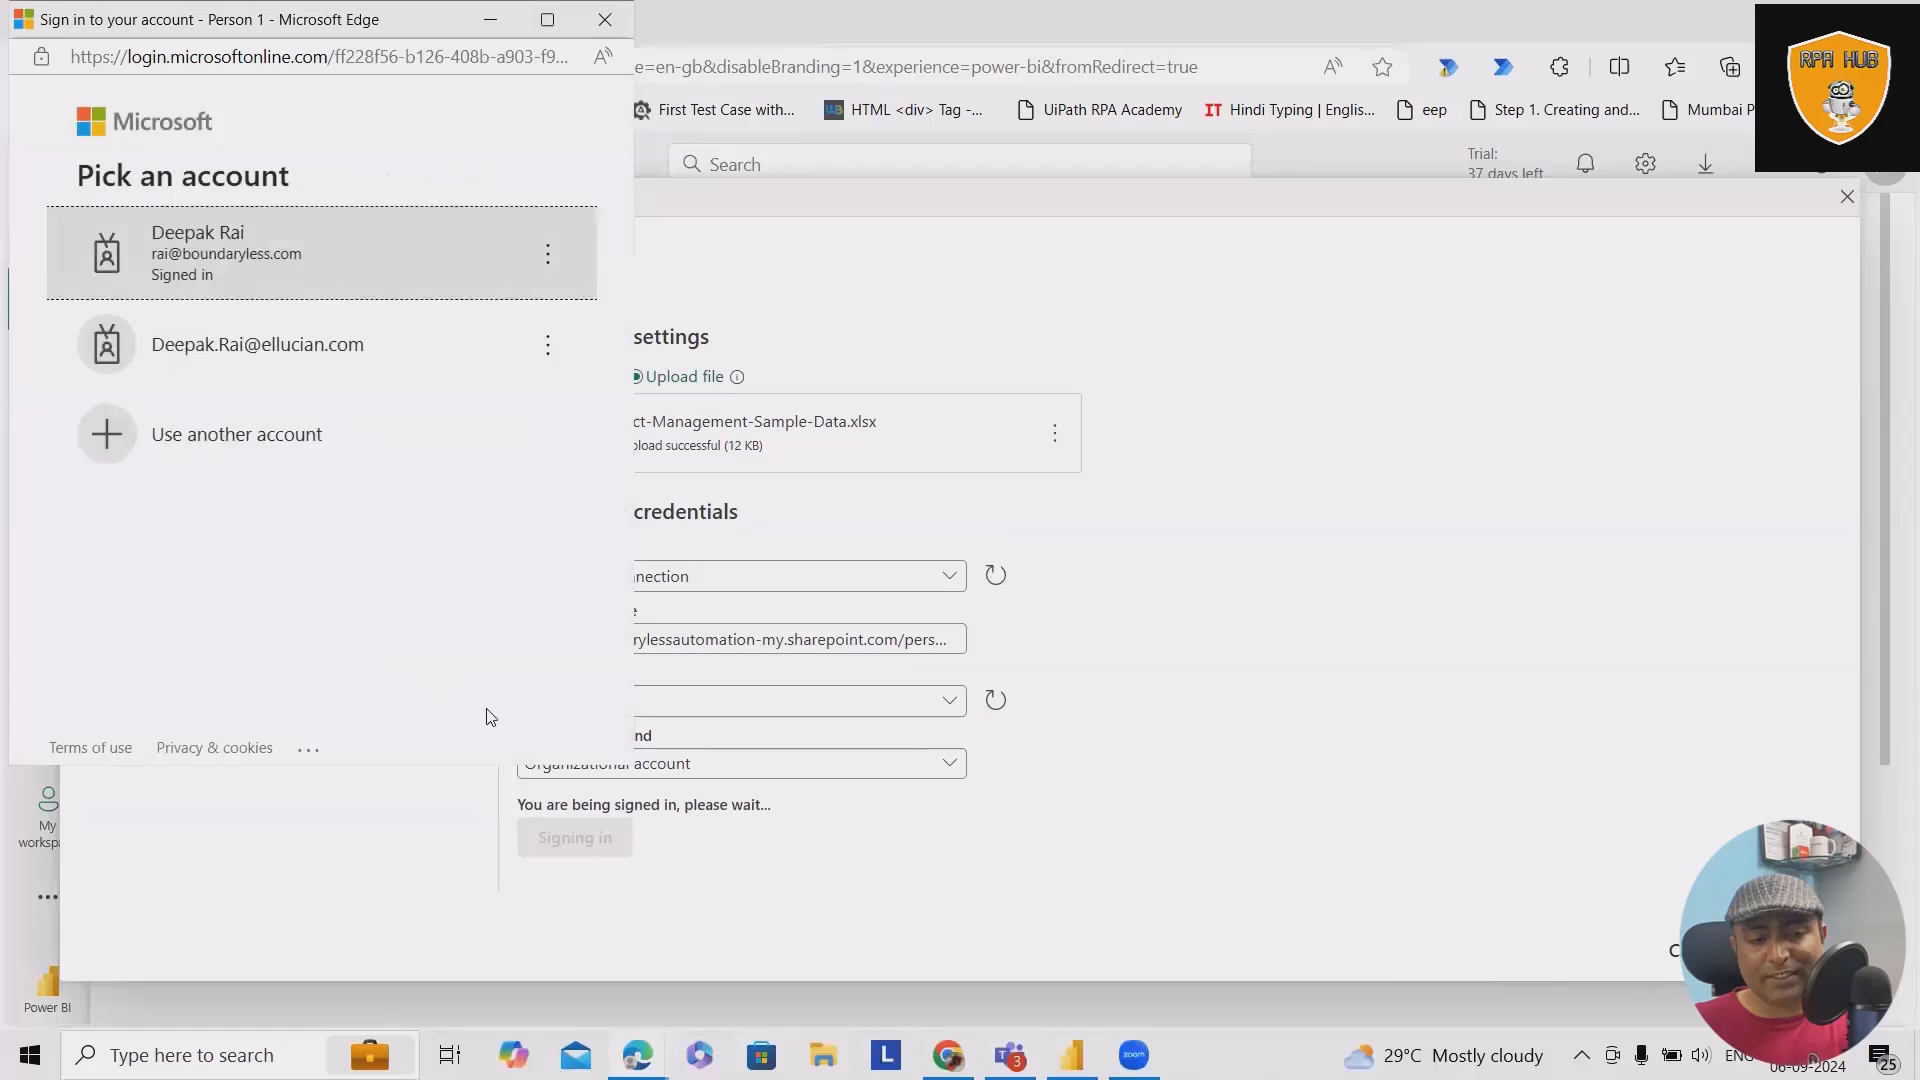 Sign in to your account - Person 1 - Microsoft Edge
https://login.microsoftonline.com/ff228f56-b126-408b-a903-f9...
=en-gb&disableBranding=1&experience=power-bi&fromRedirect=true
First Test Case with...
HTML <div> Tag -...
UiPath RPA Academy
Hindi Typing | Englis...
eep
Step 1. Creating and...
Mumbai P
RPA HUB
Search
Trial:
37 days left
Microsoft
Pick an account
Deepak Rai
rai@boundaryless.com
Signed in
Deepak.Rai@ellucian.com
Use another account
Terms of use
Privacy & cookies
settings
Upload file
ct-Management-Sample-Data.xlsx
pload successful (12 KB)
credentials
nnection
e
rylessautomation-my.sharepoint.com/pers...
nd
Organizational account
You are being signed in, please wait...
Signing in
My
workspa
Power BI
Type here to search
L
3
zoom
29°C Mostly cloudy
ENG
06-09-2024
25